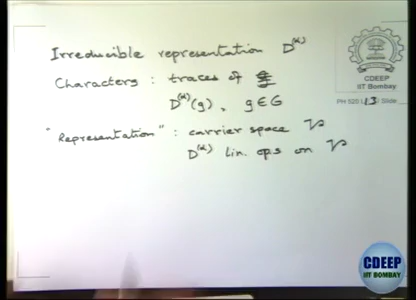 Irreducible representation D^(α)
Characters : traces of
D^(α)(g), g ∈ G
"Representation" : carrier space V
D^(α) lin. ops on V
CDEEP
IIT Bombay
PH 520 L 13 / Slide
CDEEP
IIT BOMBAY